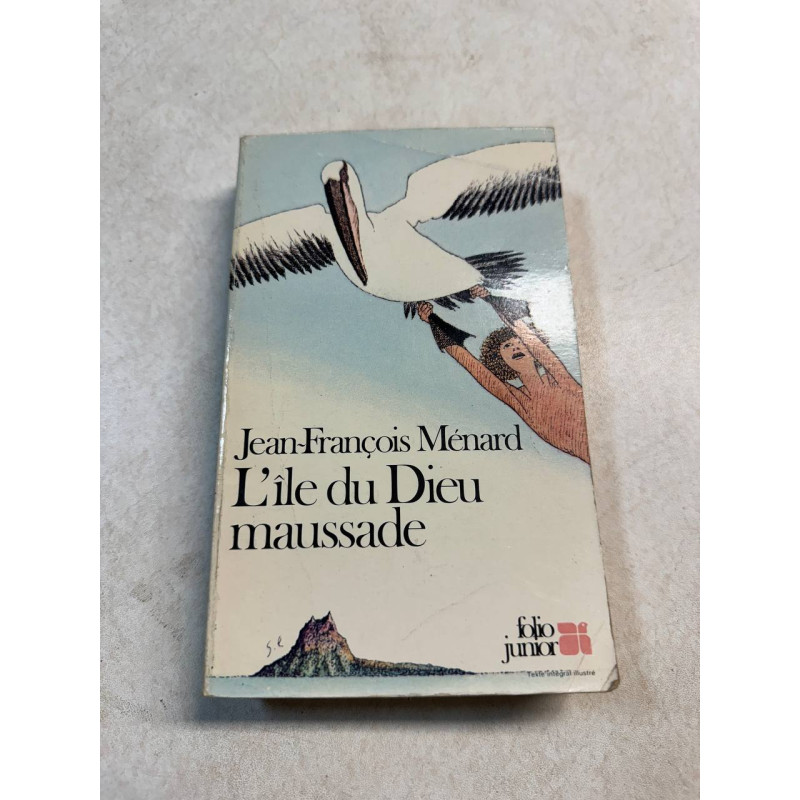 Jean-François Ménard
L'île du Dieu
maussade
folio
junior
Texte intégral illustré